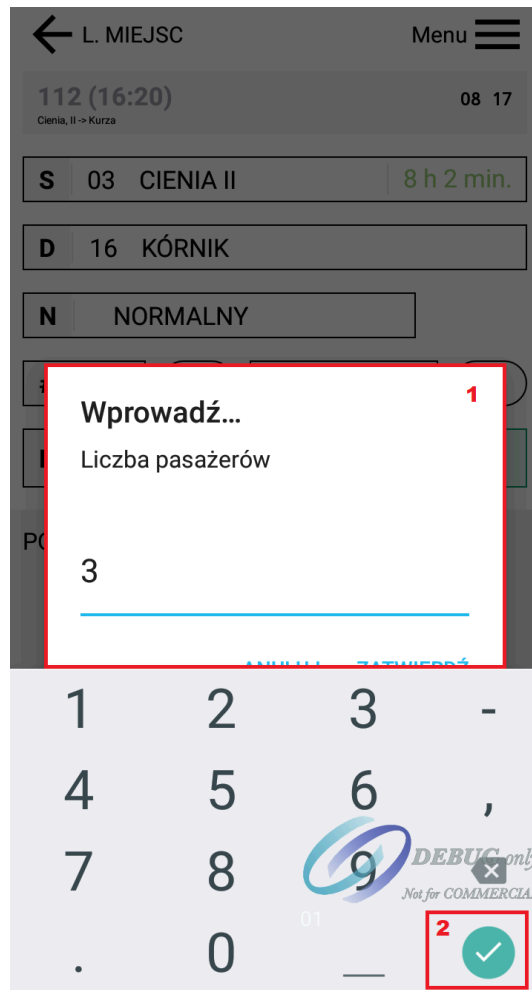 L. MIEJSC Menu
112 (16:20) 08 17
Cienia, II -> Kurza
S 03 CIENIA II 8 h 2 min.
D 16 KÓRNIK
N NORMALNY
1
Wprowadź...
Liczba pasażerów
3
ANULUJ ZATWIERDŹ
1 2 3 -
4 5 6 ,
7 8 9
DEBUG only
Not for COMMERCIAL
01
2
. 0 _